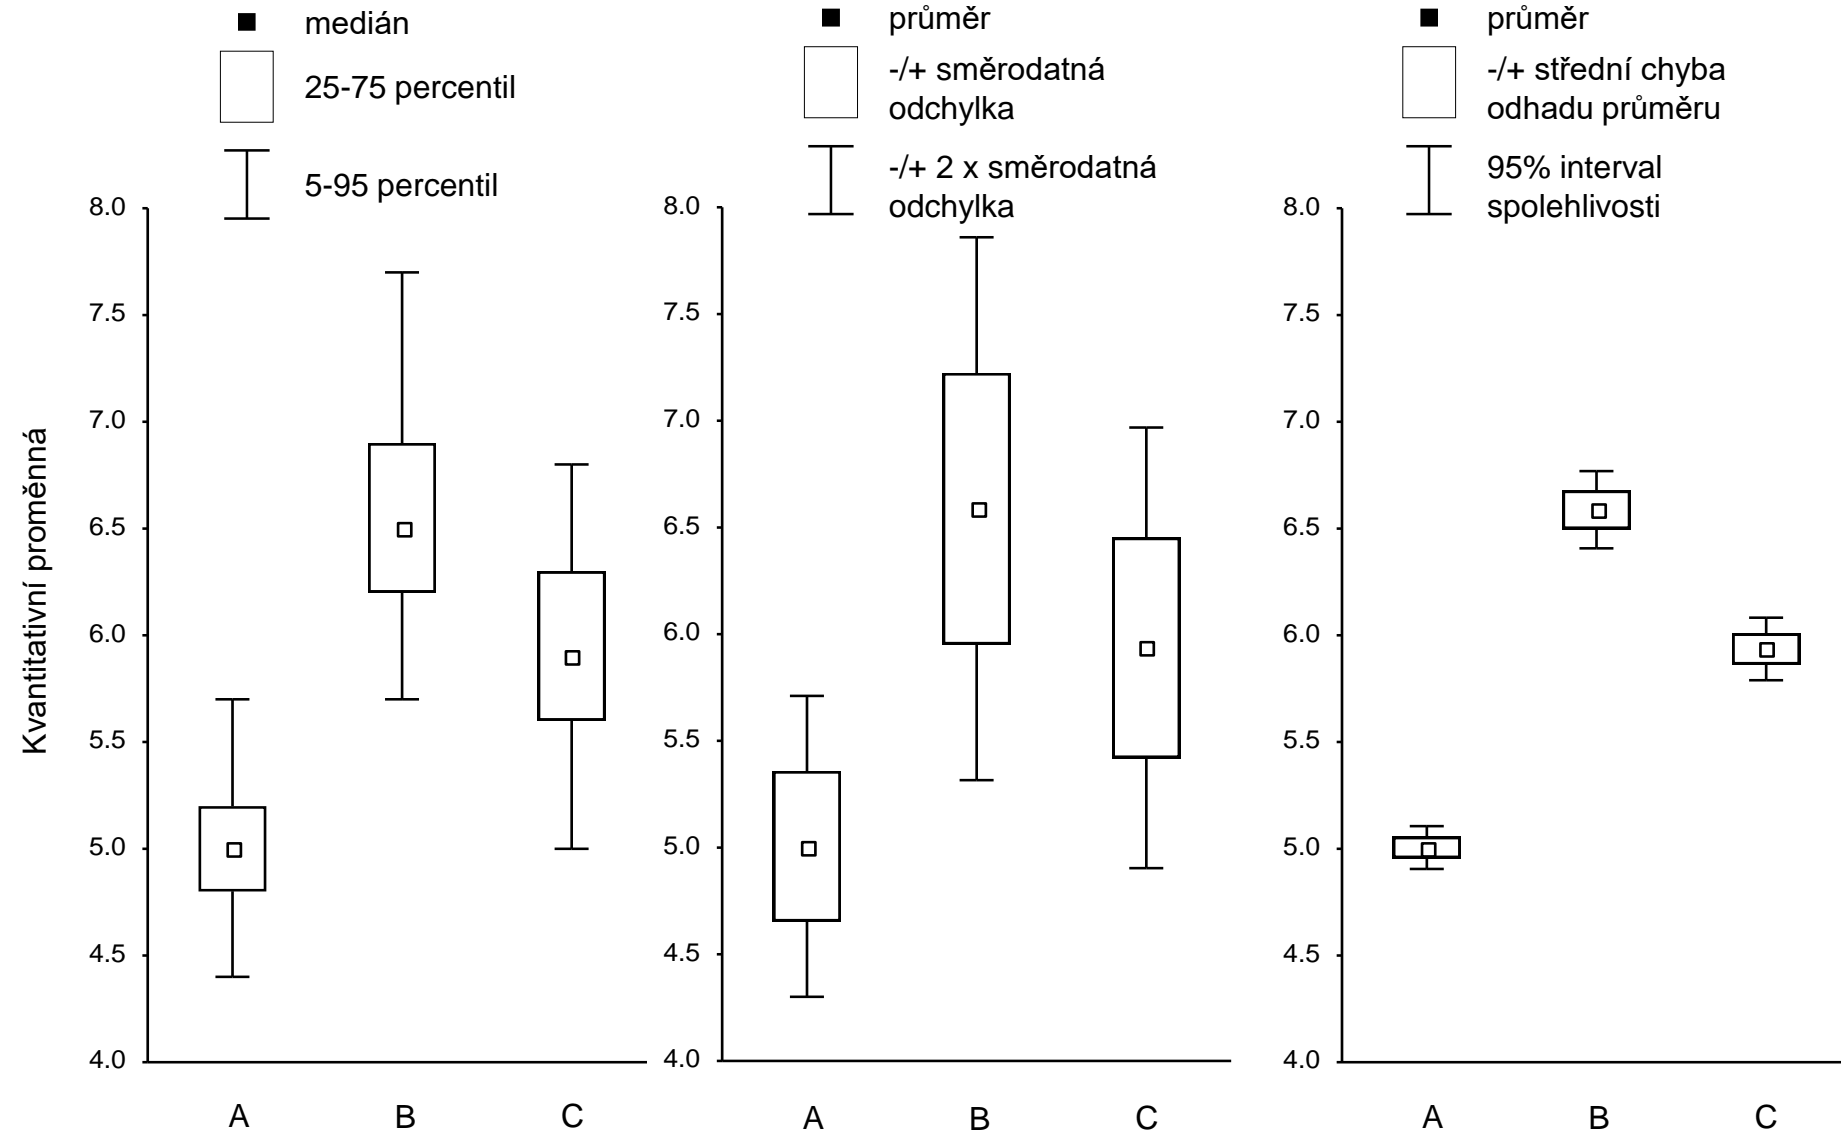 medián
25-75 percentil
5-95 percentil
průměr
-/+ směrodatná
odchylka
-/+ 2 x směrodatná
odchylka
průměr
-/+ střední chyba
odhadu průměru
95% interval
spolehlivosti
Kvantitativní proměnná
8.0
7.5
7.0
6.5
6.0
5.5
5.0
4.5
4.0
A B C
8.0
7.5
7.0
6.5
6.0
5.5
5.0
4.5
4.0
A B C
8.0
7.5
7.0
6.5
6.0
5.5
5.0
4.5
4.0
A B C